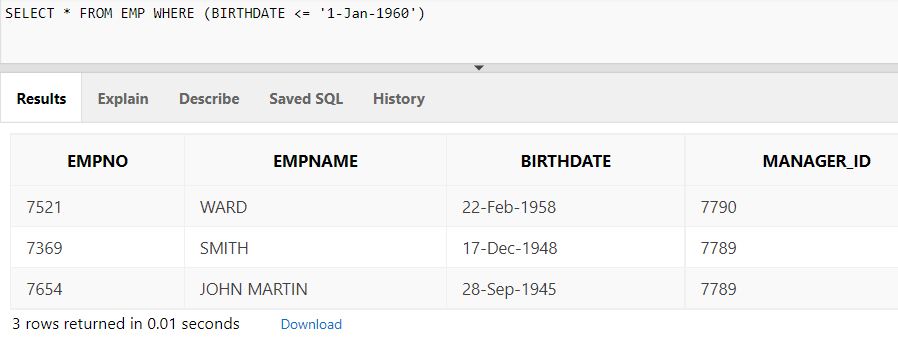 SELECT * FROM EMP WHERE (BIRTHDATE <= '1-Jan-1960')
Results Explain Describe Saved SQL History
EMPNO EMPNAME BIRTHDATE MANAGER_ID
7521 WARD 22-Feb-1958 7790
7369 SMITH 17-Dec-1948 7789
7654 JOHN MARTIN 28-Sep-1945 7789
3 rows returned in 0.01 seconds Download